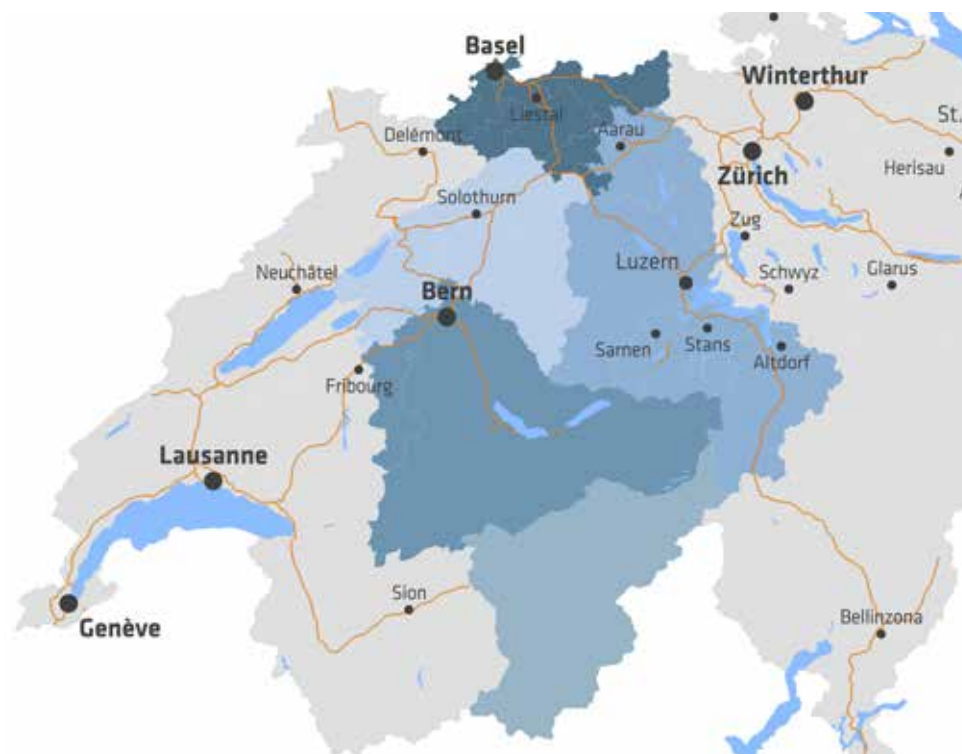 Basel
Winterthur
Liestal
St.
Delémont
Aarau
Herisau
Zürich
A
Solothurn
Zug
Neuchâtel
Luzern
Schwyz
Glarus
Bern
Sarnen
Stans
Altdorf
Fribourg
Lausanne
Sion
Genève
Bellinzona